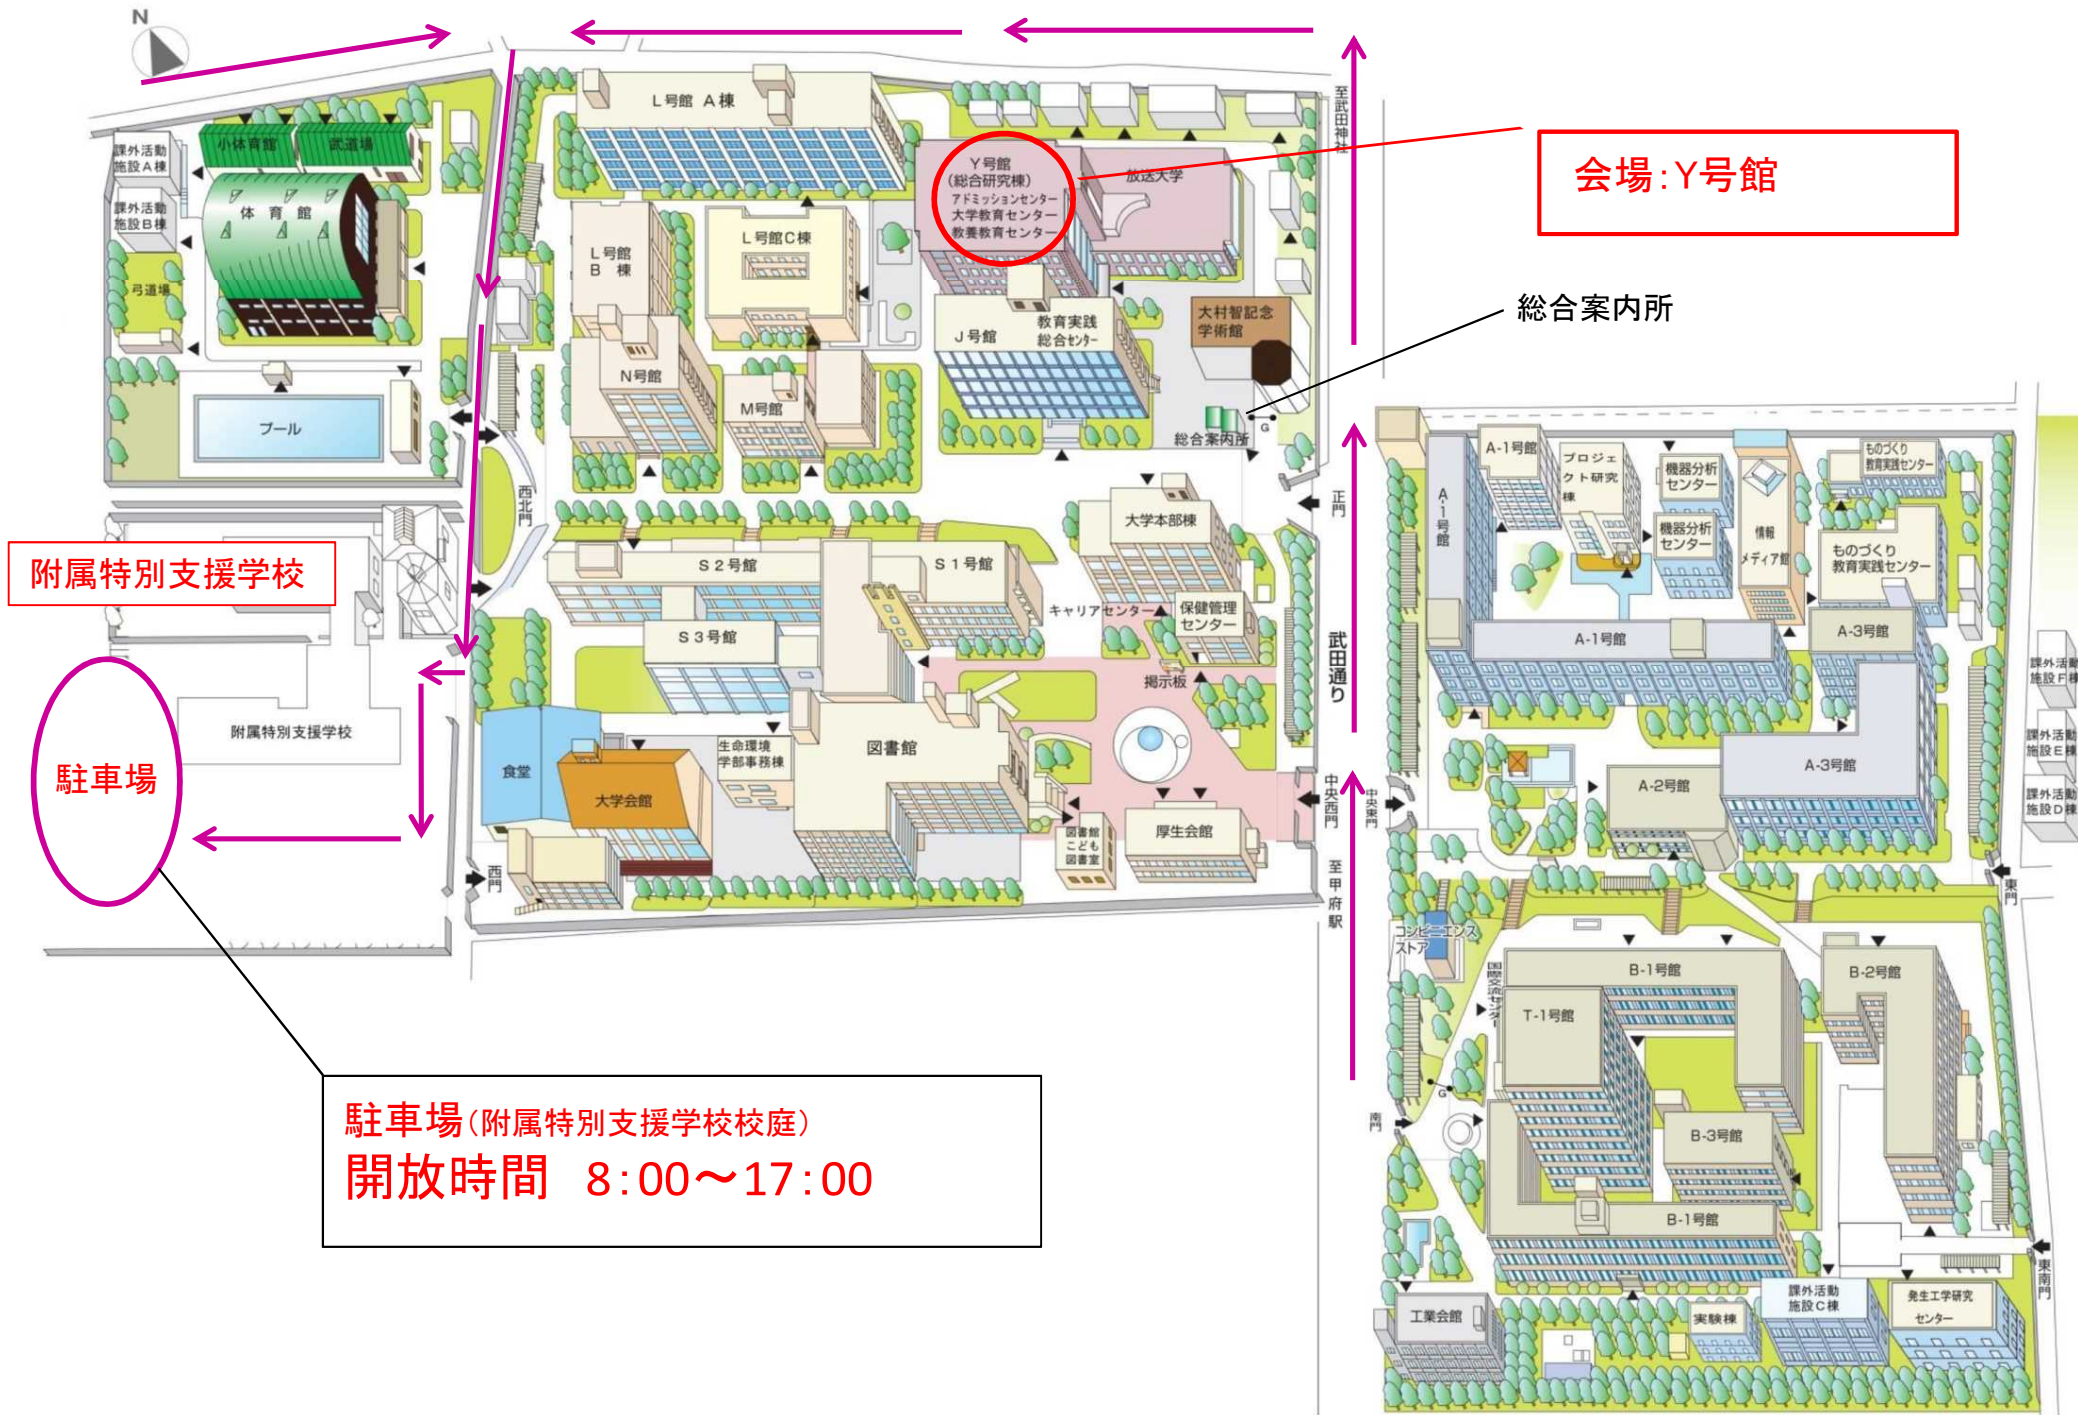 N
至武田神社
L号館 A棟
小体育館
武道場
課外活動
施設A棟
Y号館
(総合研究棟)
アドミッションセンター
大学教育センター
教養教育センター
放送大学
会場:Y号館
課外活動
施設B棟
体育館
L号館
B 棟
L号館C棟
弓道場
大村智記念
学術館
総合案内所
J号館
教育実践
総合センター
N号館
M号館
プール
総合案内所
G
西北門
正門
大学本部棟
A-1号館
A-1号館
プロジェ
クト研究
棟
機器分析
センター
機器分析
センター
情報
メディア館
ものづくり
教育実践センター
ものづくり
教育実践センター
附属特別支援学校
S2号館
S1号館
キャリアセンター
保健管理
センター
S3号館
掲示板
武田通り
A-1号館
A-3号館
課外活動
施設F棟
附属特別支援学校
駐車場
食堂
大学会館
生命環境
学部事務棟
図書館
中央西門
中央東門
A-2号館
A-3号館
課外活動
施設E棟
課外活動
施設D棟
図書館
こども
図書室
厚生会館
西門
至甲府駅
東門
コンビニエンス
ストア
国際交流センター
B-1号館
B-2号館
T-1号館
G
南門
B-3号館
駐車場(附属特別支援学校校庭)
開放時間 8:00~17:00
B-1号館
東南門
工業会館
実験棟
課外活動
施設C棟
発生工学研究
センター